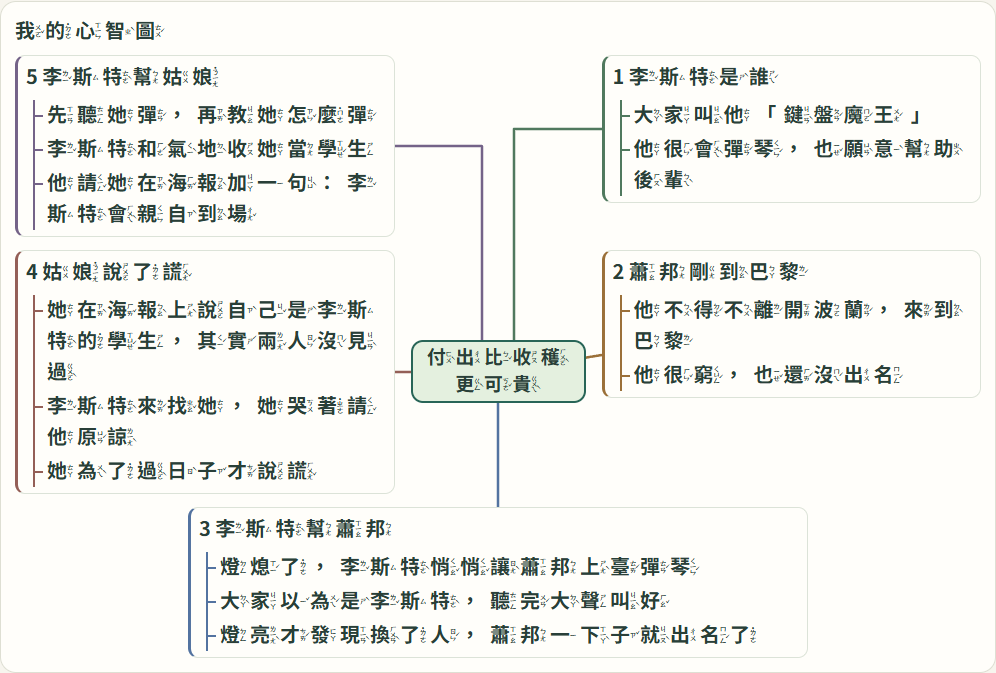 我的心智圖
5 李斯特幫姑娘
先聽她彈，再教她怎麼彈
李斯特和氣地收她當學生
他請她在海報加一句：李
斯特會親自到場
1 李斯特是誰
大家叫他「鍵盤魔王」
他很會彈琴，也願意幫助
後輩
4 姑娘說了謊
她在海報上說自己是李斯
特的學生，其實兩人沒見
過
李斯特來找她，她哭著請
他原諒
她為了過日子才說謊
2 蕭邦剛到巴黎
他不得不離開波蘭，來到
巴黎
他很窮，也還沒出名
付出比收穫
更可貴
3 李斯特幫蕭邦
燈熄了，李斯特悄悄讓蕭邦上臺彈琴
大家以為是李斯特，聽完大聲叫好
燈亮才發現換了人，蕭邦一下子就出名了